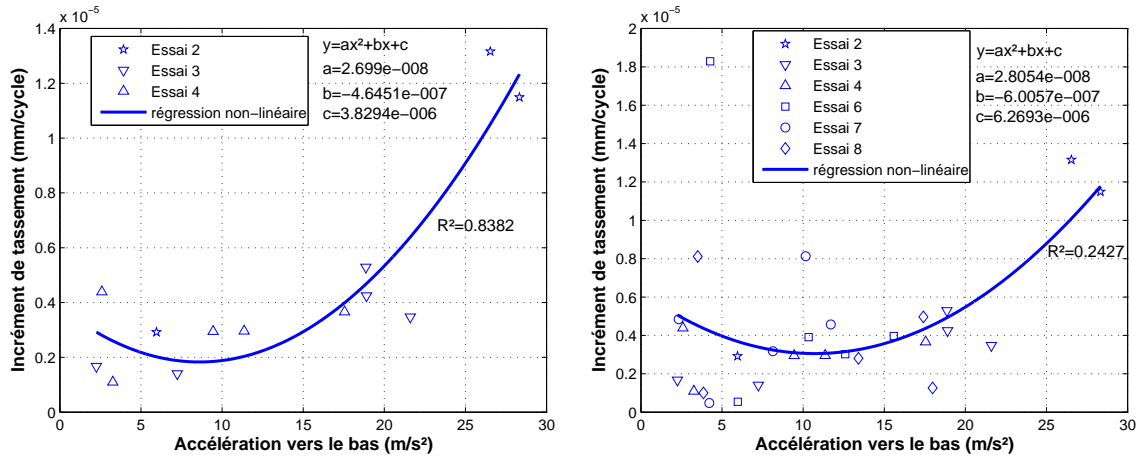 x 10⁻⁵
1.4
1.2
1
0.8
0.6
0.4
0.2
0
0 5 10 15 20 25 30
Incrément de tassement (mm/cycle)
Accélération vers le bas (m/s²)
Essai 2
Essai 3
Essai 4
régression non−linéaire
y=ax²+bx+c
a=2.699e−008
b=−4.6451e−007
c=3.8294e−006
R²=0.8382
x 10⁻⁵
2
1.8
1.6
1.4
1.2
1
0.8
0.6
0.4
0.2
0
0 5 10 15 20 25 30
Incrément de tassement (mm/cycle)
Accélération vers le bas (m/s²)
Essai 2
Essai 3
Essai 4
Essai 6
Essai 7
Essai 8
régression non−linéaire
y=ax²+bx+c
a=2.8054e−008
b=−6.0057e−007
c=6.2693e−006
R²=0.2427